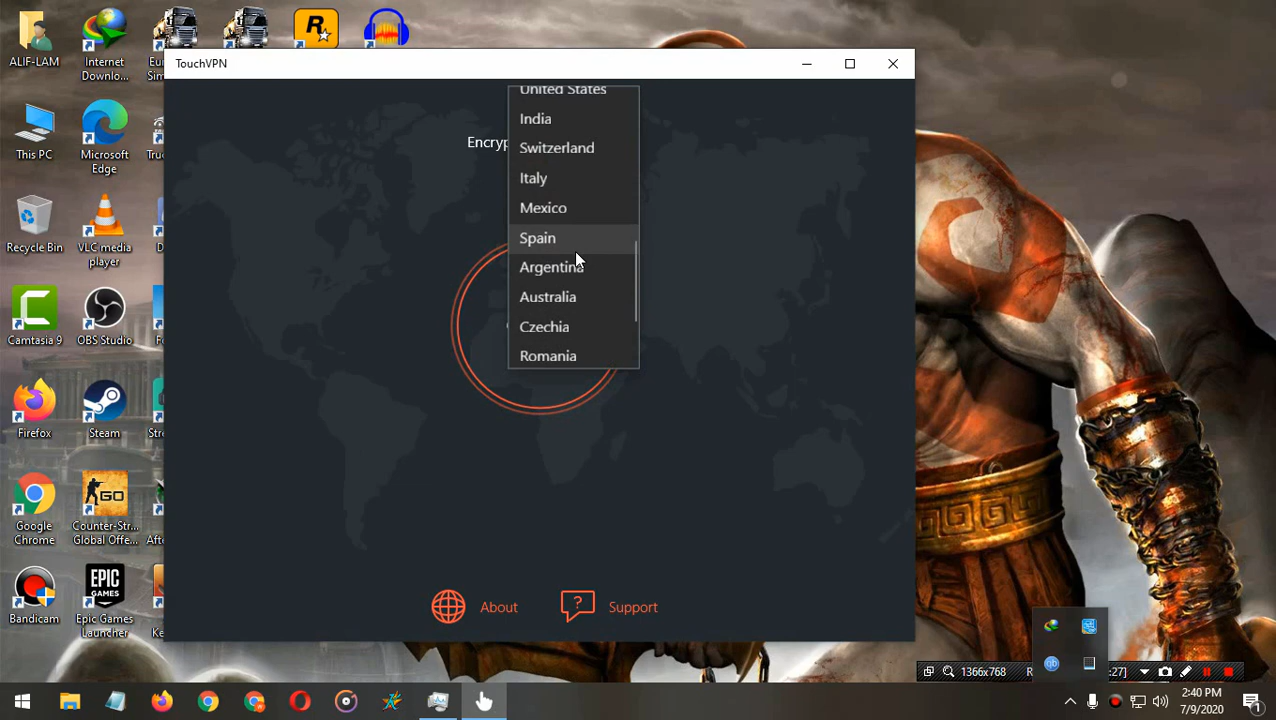 ALIF-LAM
Internet
Downlo...
TouchVPN
This PC
Microsoft
Edge
Recycle Bin
VLC media
player
Camtasia 9
OBS Studio
Firefox
Steam
Google
Chrome
Counter-Str...
Global Offe...
Bandicam
Epic Games
Launcher
United States
India
Switzerland
Italy
Mexico
Spain
Argentina
Australia
Czechia
Romania
About
Support
1366x768
:27]
2:40 PM
7/9/2020
1